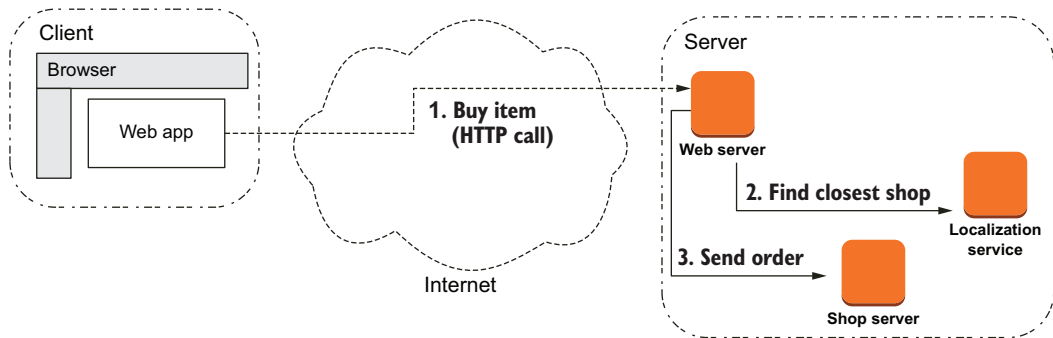 Client
Browser
Web app
1. Buy item
(HTTP call)
Internet
Server
Web server
2. Find closest shop
Localization
service
3. Send order
Shop server